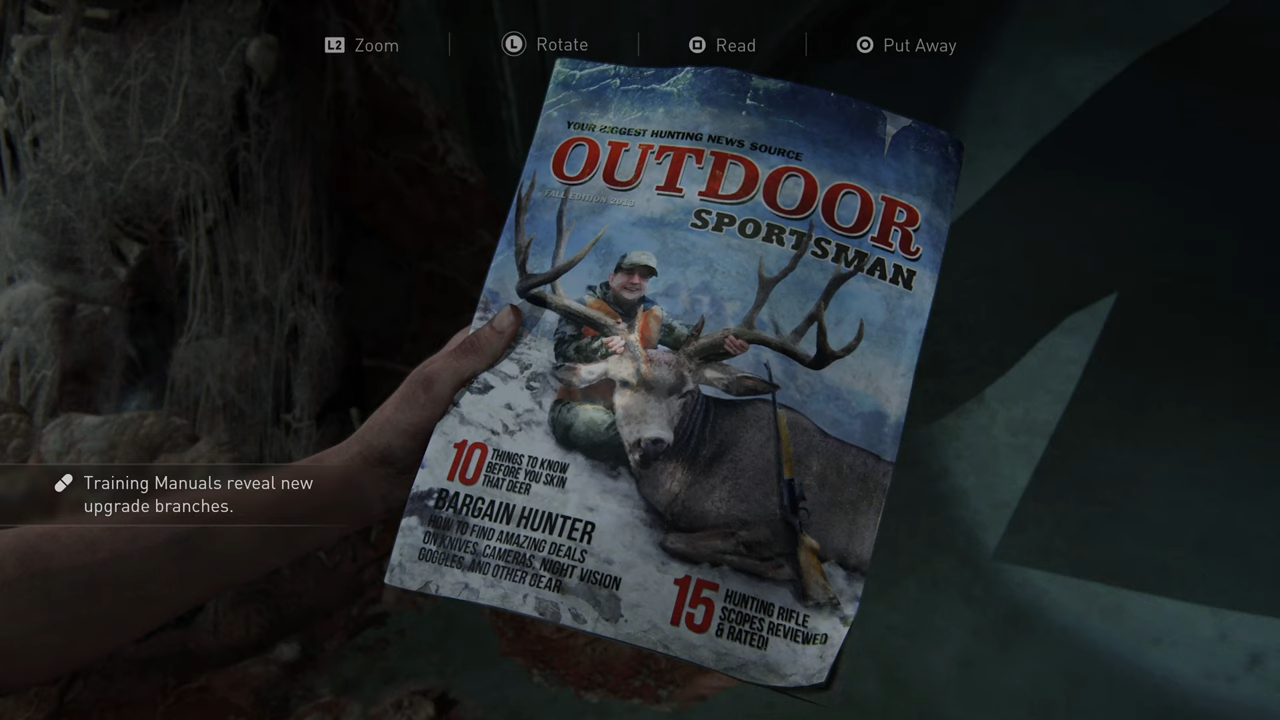 L2 Zoom
L Rotate
Read
Put Away
YOUR BIGGEST HUNTING NEWS SOURCE
OUTDOOR
FALL EDITION 2013
SPORTSMAN
10 THINGS TO KNOW
BEFORE YOU SKIN
THAT DEER
BARGAIN HUNTER
HOW TO FIND AMAZING DEALS
ON KNIVES, CAMERAS, NIGHT VISION
GOGGLES, AND OTHER GEAR
15 HUNTING RIFLE
SCOPES REVIEWED
& RATED!
Training Manuals reveal new
upgrade branches.